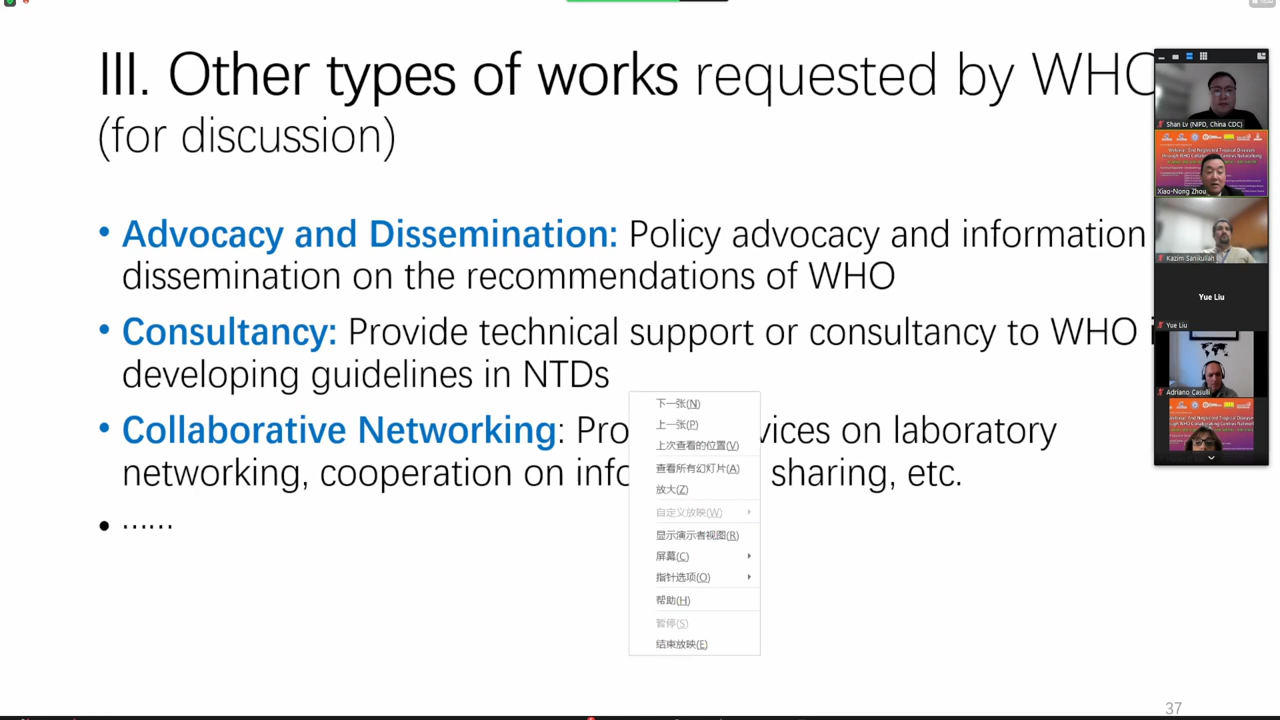 III. Other types of works requested by WHO
(for discussion)
• Advocacy and Dissemination: Policy advocacy and information
dissemination on the recommendations of WHO
• Consultancy: Provide technical support or consultancy to WHO
developing guidelines in NTDs
• Collaborative Networking: Pro vices on laboratory
networking, cooperation on info sharing, etc.
• ······
下一张(N)
上一张(P)
上次查看的位置(V)
查看所有幻灯片(A)
放大(Z)
自定义放映(W)
显示演示者视图(R)
屏幕(C)
指针选项(O)
帮助(H)
暂停(S)
结束放映(E)
Shan Lv (NIPD, China CDC)
Xiao-Nong Zhou
Kazim Sanikullah
Yue Liu
Yue Liu
Adriano Casulli
37